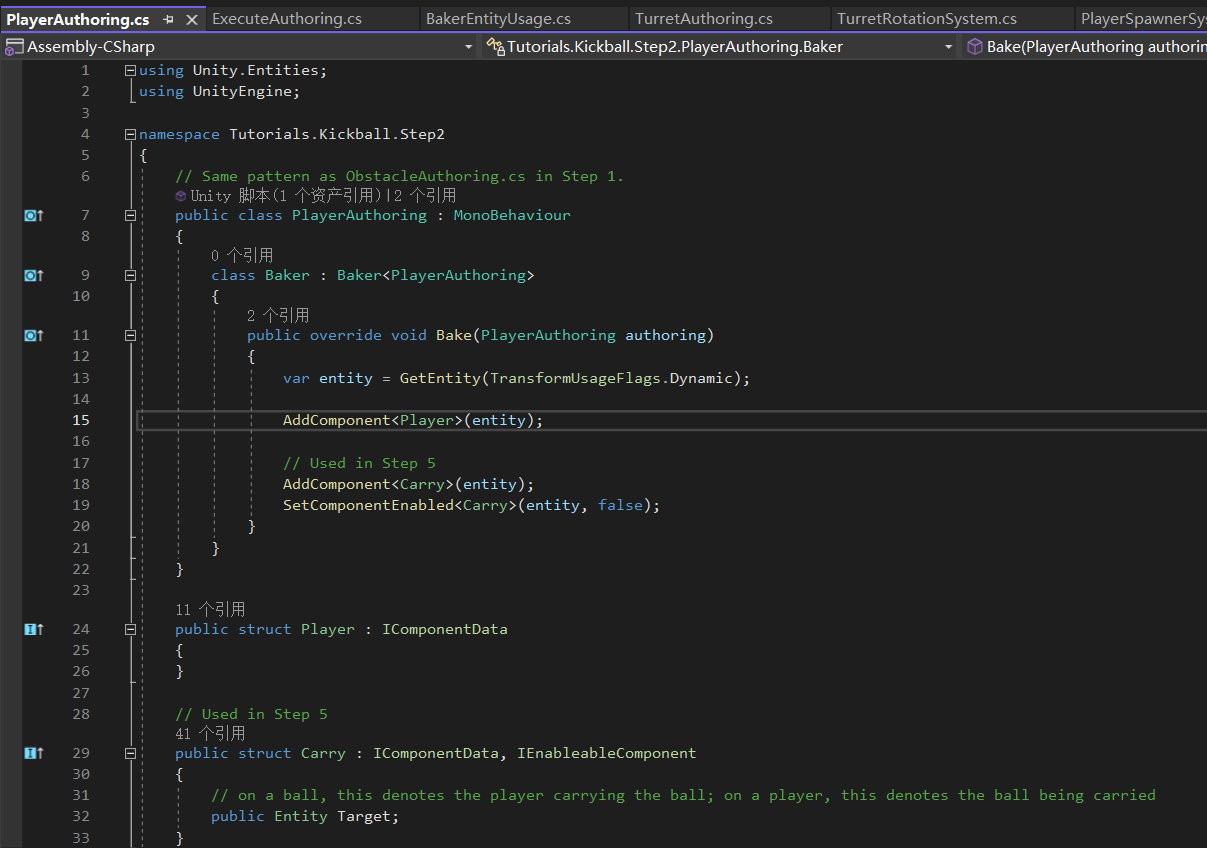 PlayerAuthoring.cs ExecuteAuthoring.cs BakerEntityUsage.cs TurretAuthoring.cs TurretRotationSystem.cs PlayerSpawnerSy
Assembly-CSharp Tutorials.Kickball.Step2.PlayerAuthoring.Baker Bake(PlayerAuthoring authorin
1 using Unity.Entities;
2 using UnityEngine;
3
4 namespace Tutorials.Kickball.Step2
5 {
6 // Same pattern as ObstacleAuthoring.cs in Step 1.
Unity 脚本(1 个资产引用)|2 个引用
7 public class PlayerAuthoring : MonoBehaviour
8 {
0 个引用
9 class Baker : Baker<PlayerAuthoring>
10 {
2 个引用
11 public override void Bake(PlayerAuthoring authoring)
12 {
13 var entity = GetEntity(TransformUsageFlags.Dynamic);
14
15 AddComponent<Player>(entity);
16
17 // Used in Step 5
18 AddComponent<Carry>(entity);
19 SetComponentEnabled<Carry>(entity, false);
20 }
21 }
22 }
23
11 个引用
24 public struct Player : IComponentData
25 {
26 }
27
28 // Used in Step 5
41 个引用
29 public struct Carry : IComponentData, IEnableableComponent
30 {
31 // on a ball, this denotes the player carrying the ball; on a player, this denotes the ball being carried
32 public Entity Target;
33 }